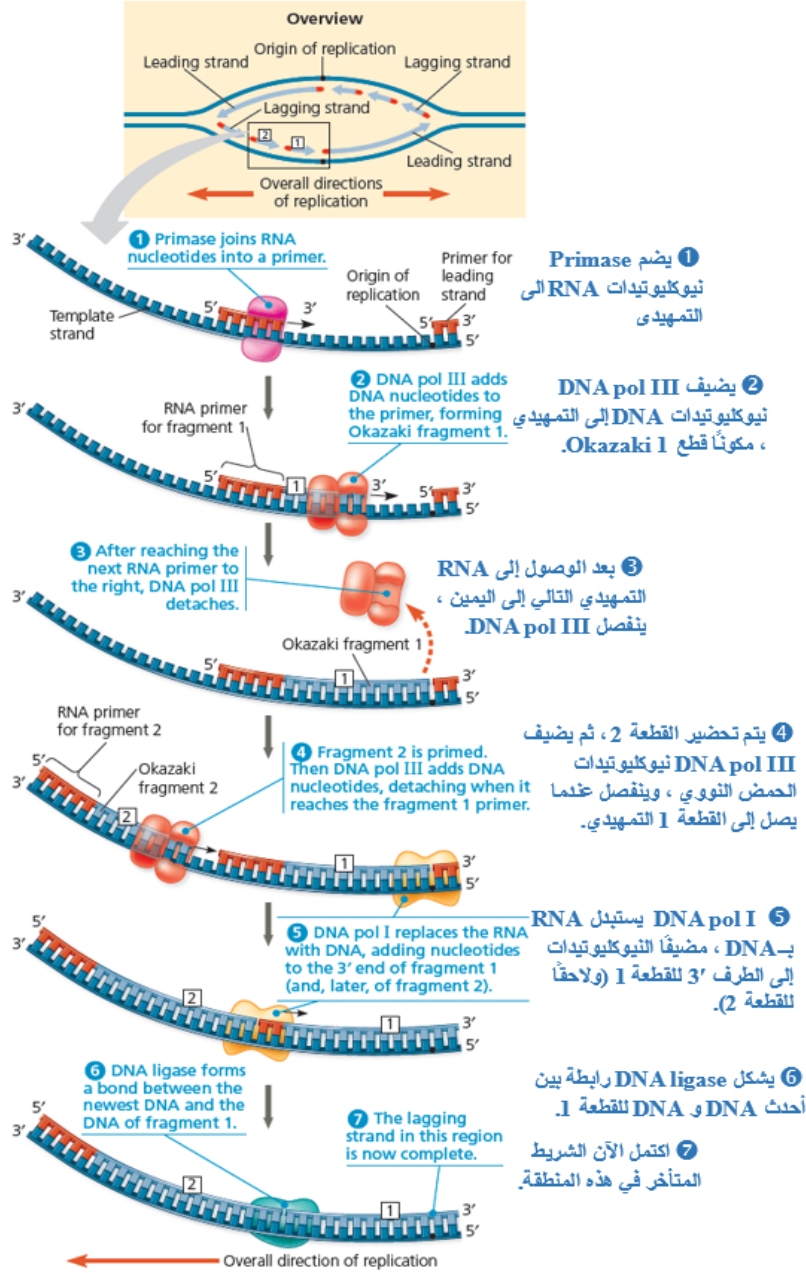 Overview
Origin of replication
Leading strand
Lagging strand
Lagging strand
2
1
Leading strand
Overall directions
of replication
3′
1 Primase joins RNA
nucleotides into a primer.
Template
strand
5′
3′
Origin of
replication
Primer for
leading
strand
5′
3′
5′
❶ يضم Primase
نيوكليوتيدات RNA الى
التمهيدى
3′
RNA primer
for fragment 1
2 DNA pol III adds
DNA nucleotides to
the primer, forming
Okazaki fragment 1.
5′
1
3′
5′
3′
5′
❷ يضيف DNA pol III
نيوكليوتيدات DNA إلى التمهيدي
، مكونًا قطع Okazaki 1.
3 After reaching the
next RNA primer to
the right, DNA pol III
detaches.
3′
5′
Okazaki fragment 1
1
3′
5′
❸ بعد الوصول إلى RNA
التمهيدي التالي إلى اليمين ،
ينفصل DNA pol III.
RNA primer
for fragment 2
5′
3′
Okazaki
fragment 2
2
4 Fragment 2 is primed.
Then DNA pol III adds DNA
nucleotides, detaching when it
reaches the fragment 1 primer.
1
3′
5′
❹ يتم تحضير القطعة 2 ، ثم يضيف
DNA pol III نيوكليوتيدات
الحمض النووي ، وينفصل عندما
يصل إلى القطعة 1 التمهيدي.
5′
3′
5 DNA pol I replaces the RNA
with DNA, adding nucleotides
to the 3′ end of fragment 1
(and, later, of fragment 2).
2
1
3′
5′
❺ DNA pol I يستبدل RNA
بـDNA ، مضيفًا النيوكليوتيدات
إلى الطرف 3′ للقطعة 1 (ولاحقًا
للقطعة 2).
6 DNA ligase forms
a bond between the
newest DNA and the
DNA of fragment 1.
7 The lagging
strand in this region
is now complete.
5′
3′
2
1
3′
5′
❻ يشكل DNA ligase رابطة بين
أحدث DNA و DNA للقطعة 1.
❼ اكتمل الآن الشريط
المتأخر في هذه المنطقة.
Overall direction of replication